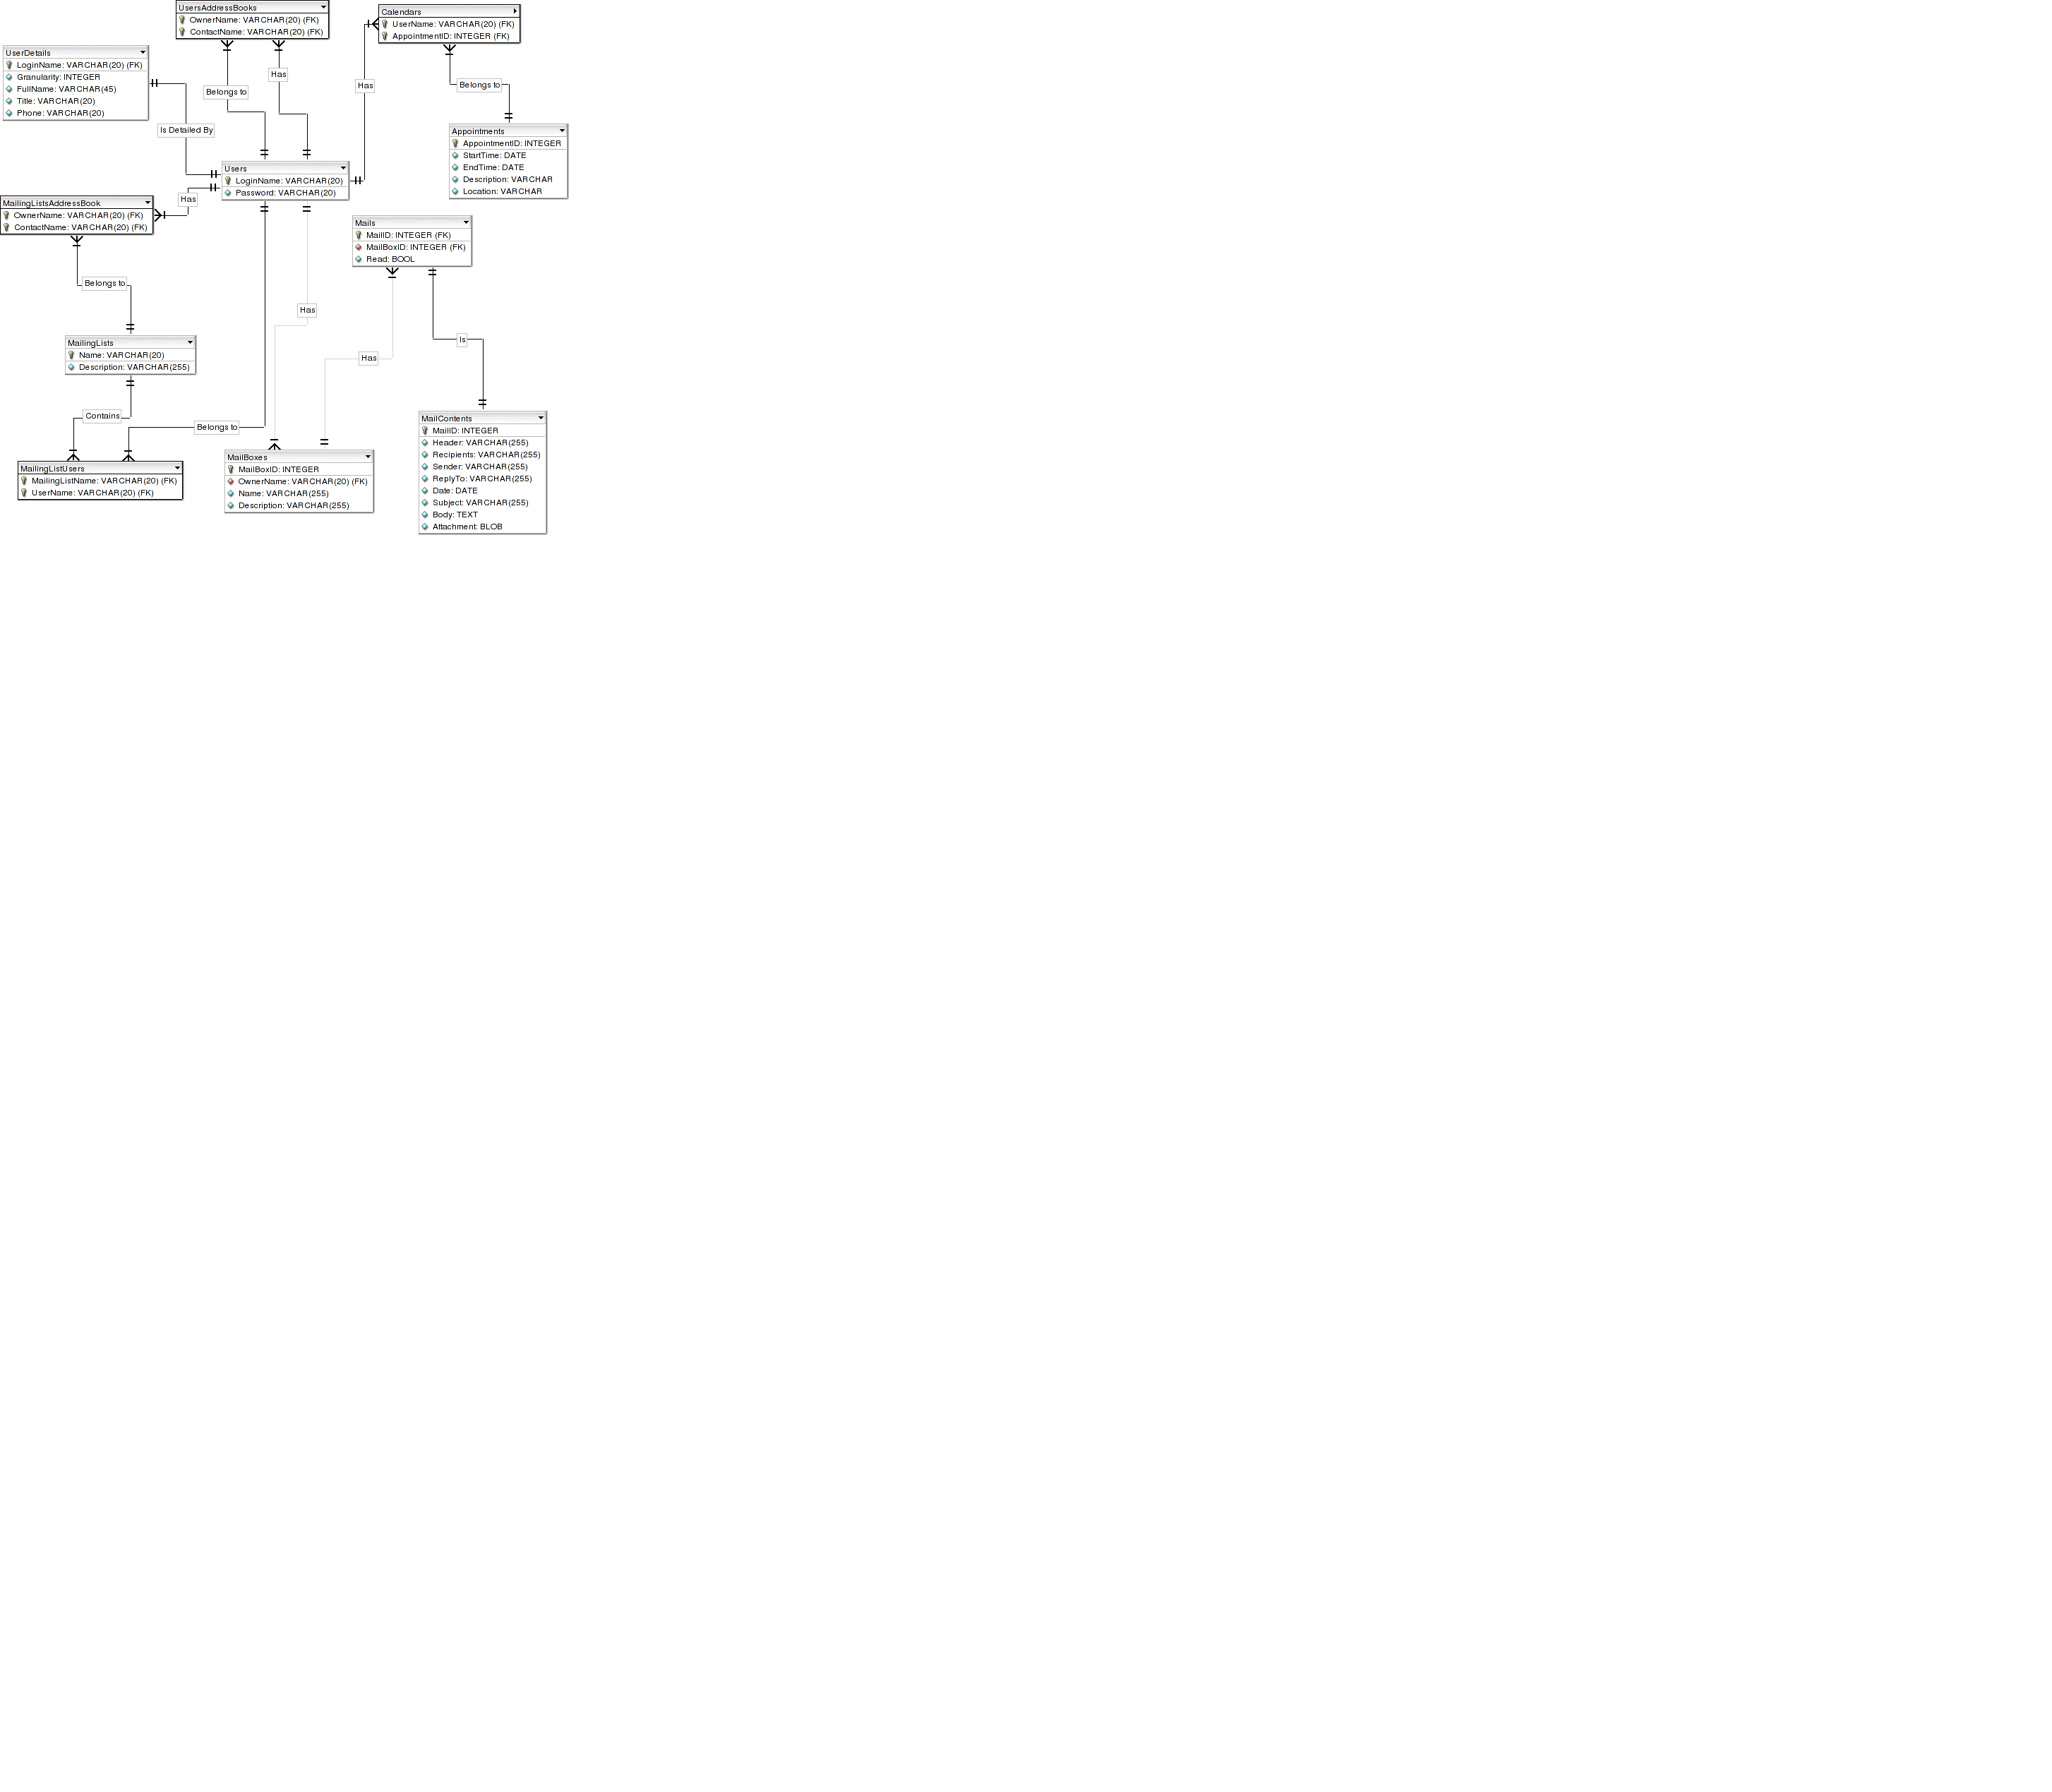 UsersAddressBooks
OwnerName: VARCHAR(20) (FK)
ContactName: VARCHAR(20) (FK)
Calendars
UserName: VARCHAR(20) (FK)
AppointmentID: INTEGER (FK)
UserDetails
LoginName: VARCHAR(20) (FK)
Granularity: INTEGER
FullName: VARCHAR(45)
Title: VARCHAR(20)
Phone: VARCHAR(20)
Has
Belongs to
Has
Belongs to
Is Detailed By
Appointments
AppointmentID: INTEGER
StartTime: DATE
EndTime: DATE
Description: VARCHAR
Location: VARCHAR
Users
LoginName: VARCHAR(20)
Password: VARCHAR(20)
Has
MailingListsAddressBook
OwnerName: VARCHAR(20) (FK)
ContactName: VARCHAR(20) (FK)
Mails
MailID: INTEGER (FK)
MailBoxID: INTEGER (FK)
Read: BOOL
Belongs to
Has
Is
Has
MailingLists
Name: VARCHAR(20)
Description: VARCHAR(255)
Contains
Belongs to
MailContents
MailID: INTEGER
Header: VARCHAR(255)
Recipients: VARCHAR(255)
Sender: VARCHAR(255)
ReplyTo: VARCHAR(255)
Date: DATE
Subject: VARCHAR(255)
Body: TEXT
Attachment: BLOB
MailBoxes
MailBoxID: INTEGER
OwnerName: VARCHAR(20) (FK)
Name: VARCHAR(255)
Description: VARCHAR(255)
MailingListUsers
MailingListName: VARCHAR(20) (FK)
UserName: VARCHAR(20) (FK)